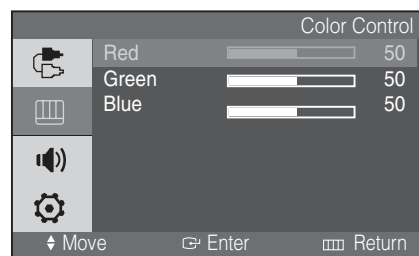 Color Control
Red 50
Green 50
Blue 50
Move Enter Return